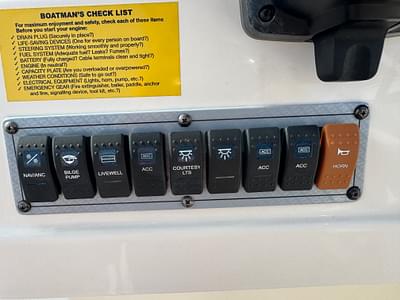 BOATMAN'S CHECK LIST
For maximum enjoyment and safety, check each of these items
Before you start your engine:
✓ DRAIN PLUG (Securely in place?)
✓ LIFE-SAVING DEVICES (One for every person on board?)
✓ STEERING SYSTEM (Working smoothly and properly?)
✓ FUEL SYSTEM (Adequate fuel? Leaks? Fumes?)
✓ BATTERY (Fully charged? Cable terminals clean and tight?)
✓ ENGINE (In neutral?)
✓ CAPACITY PLATE (Are you overloaded or overpowered?)
✓ WEATHER CONDITIONS (Safe to go out?)
✓ ELECTRICAL EQUIPMENT (Lights, horn, pump, etc.?)
✓ EMERGENCY GEAR (Fire extinguisher, bailer, paddle, anchor
and line, signalling device, tool kit, etc.?)
NAV/ANC
BILGE
PUMP
LIVEWELL
ACC
ACC
COURTESY
LTS
ACC
ACC
ACC
ACC
HORN